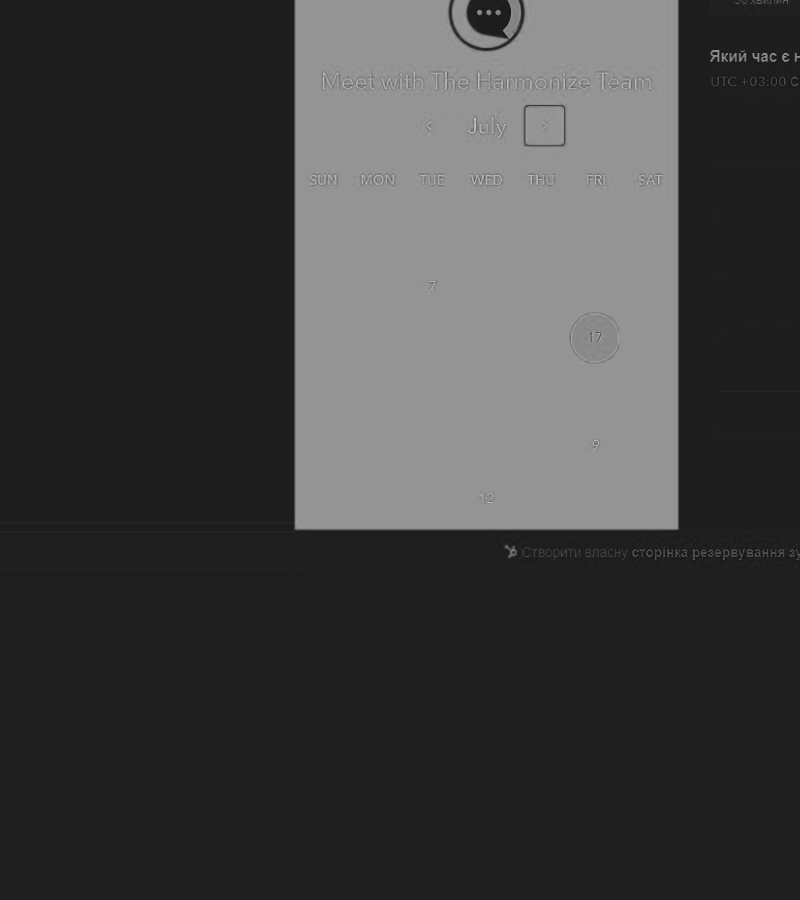 30 хвилин
Meet with The Harmonize Team
Який час є н
UTC +03:00 С
July
SUN MON TUE WED THU FRI SAT
7
17
9
12
Створити власну сторінка резервування зу